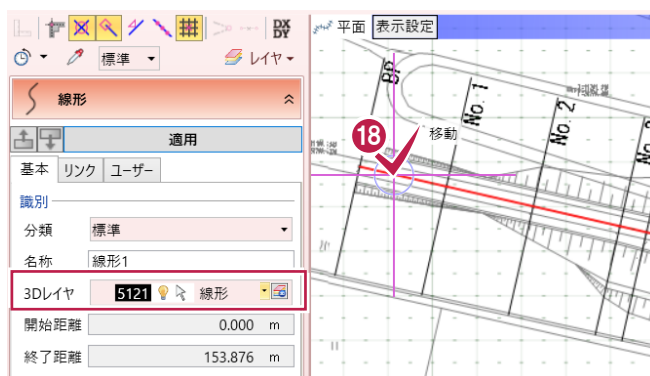 DX
DY
標準
レイヤ
線形
適用
基本
リンク
ユーザー
識別
分類
標準
名称
線形1
3Dレイヤ
5121
線形
開始距離
0.000 m
終了距離
153.876 m
平面
表示設定
BP
No. 1
No. 2
No. 3
18
移動